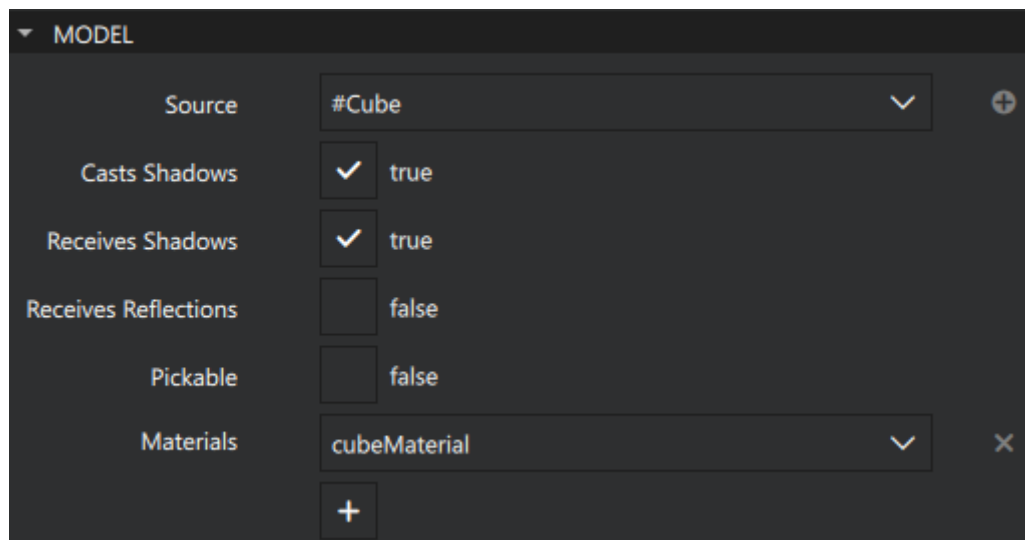 MODEL
Source #Cube
Casts Shadows true
Receives Shadows true
Receives Reflections false
Pickable false
Materials cubeMaterial